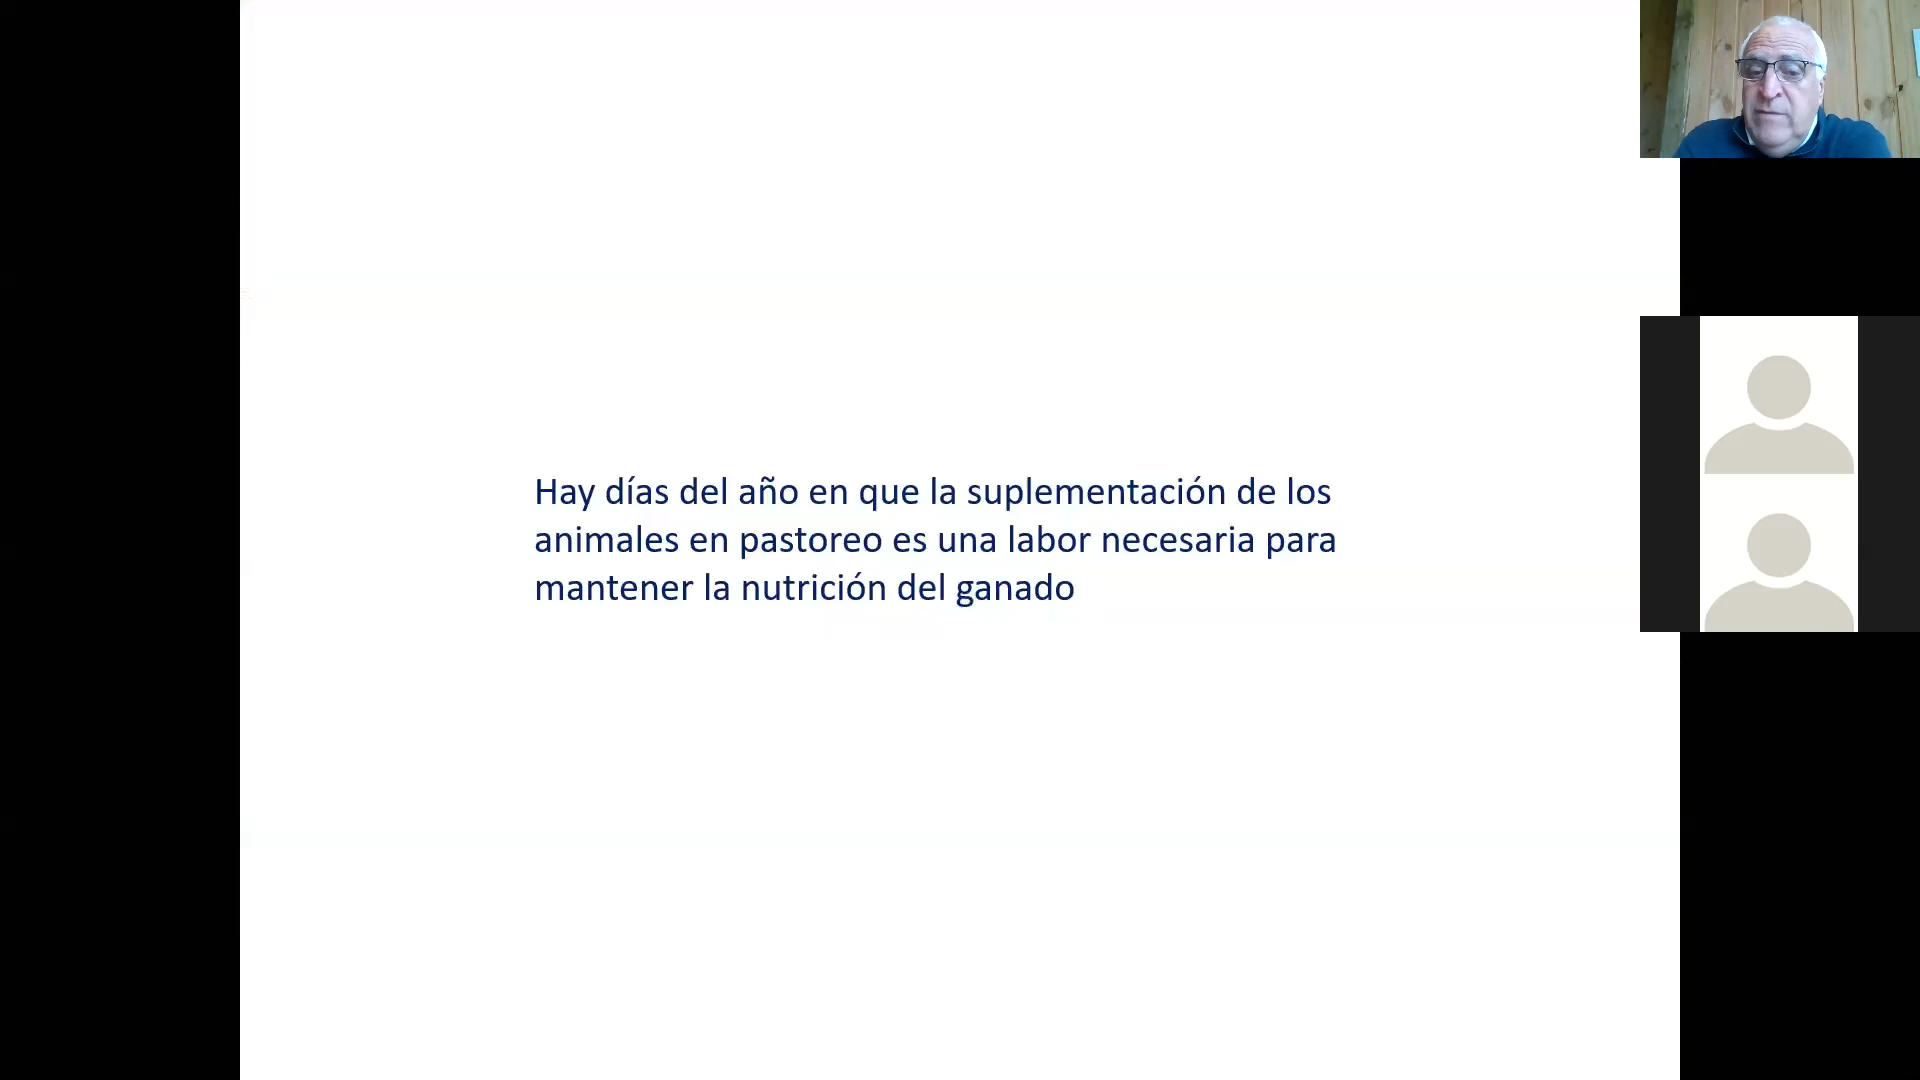 Hay días del año en que la suplementación de los
animales en pastoreo es una labor necesaria para
mantener la nutrición del ganado